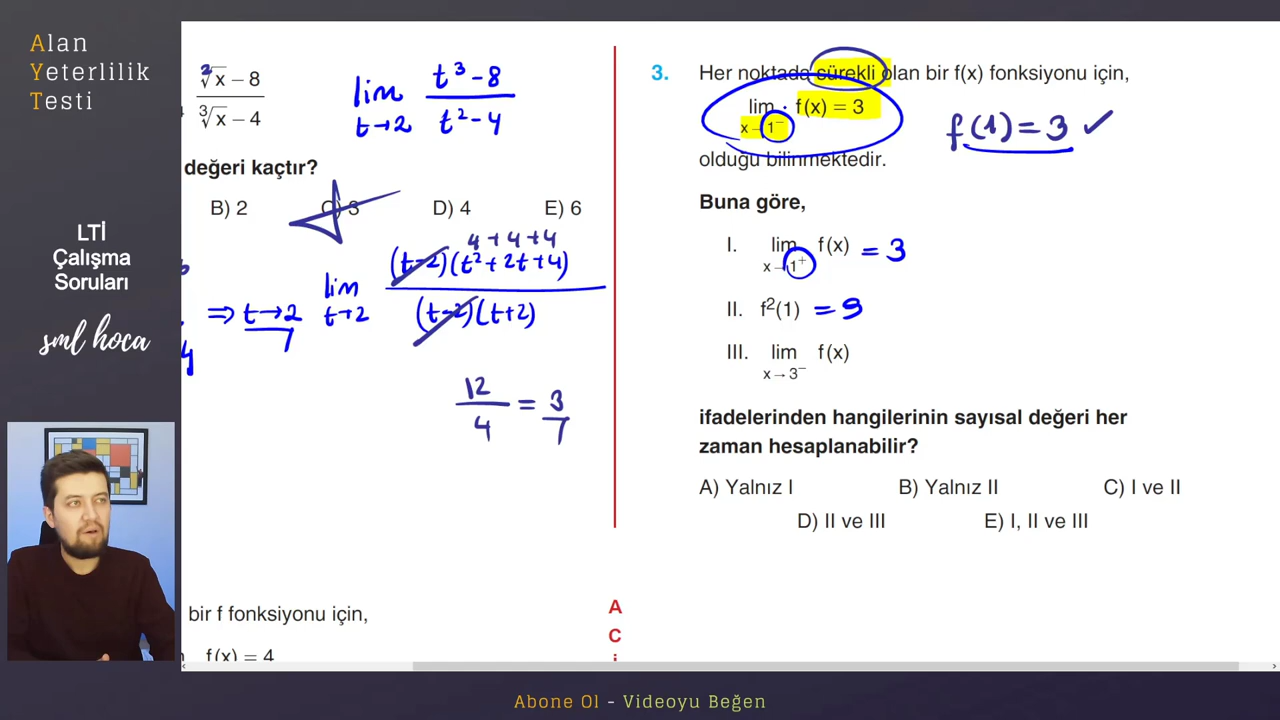 Alan
Yeterlilik
Testi
LTİ
Çalışma
Soruları
sml hoca
√x − 8
³√x − 4
lim t→2 t³ − 8 / t² − 4
değeri kaçtır?
B) 2
C) 3
D) 4
E) 6
4 + 4 + 4
⇒ t→2 lim t→2 (t−2)(t² + 2t + 4) / (t−2)(t+2)
12/4 = 3
bir f fonksiyonu için,
f(x) = 4
3. Her noktada sürekli olan bir f(x) fonksiyonu için,
lim x→1⁻ f(x) = 3
f(1) = 3 ✓
olduğu bilinmektedir.
Buna göre,
I. lim x→1⁺ f(x) = 3
II. f²(1) = 9
III. lim x→3⁻ f(x)
ifadelerinden hangilerinin sayısal değeri her
zaman hesaplanabilir?
A) Yalnız I
B) Yalnız II
C) I ve II
D) II ve III
E) I, II ve III
A
C
Abone Ol - Videoyu Beğen